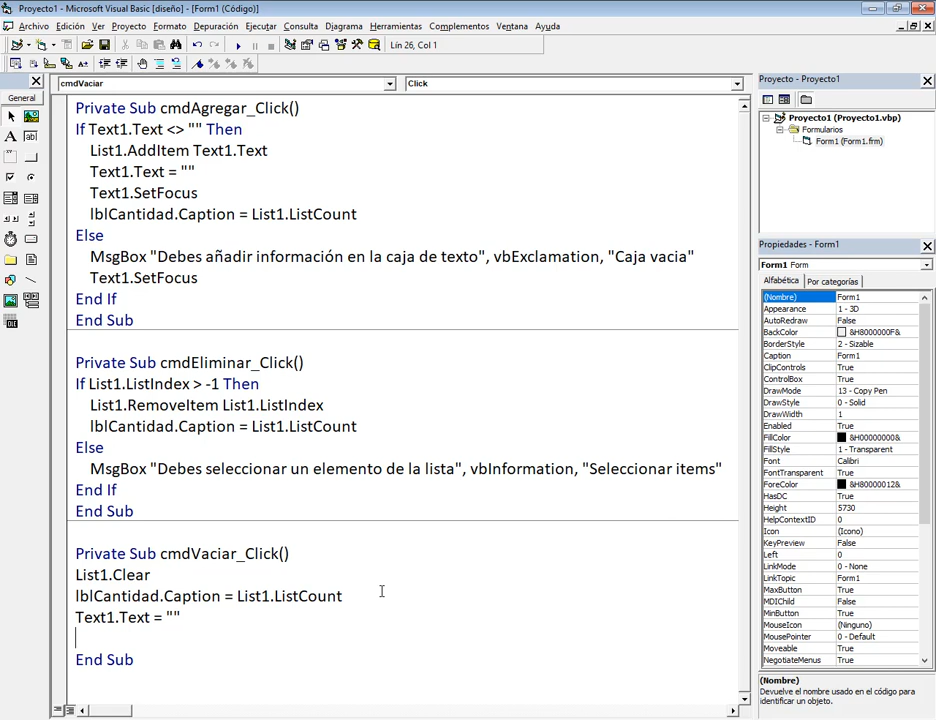 Proyecto1 - Microsoft Visual Basic [diseño] - [Form1 (Código)]
Archivo Edición Ver Proyecto Formato Depuración Ejecutar Consulta Diagrama Herramientas Complementos Ventana Ayuda
Lín 26, Col 1
General
cmdVaciar
Click
Private Sub cmdAgregar_Click()
If Text1.Text <> "" Then
List1.AddItem Text1.Text
Text1.Text = ""
Text1.SetFocus
lblCantidad.Caption = List1.ListCount
Else
MsgBox "Debes añadir información en la caja de texto", vbExclamation, "Caja vacia"
Text1.SetFocus
End If
End Sub
Private Sub cmdEliminar_Click()
If List1.ListIndex > -1 Then
List1.RemoveItem List1.ListIndex
lblCantidad.Caption = List1.ListCount
Else
MsgBox "Debes seleccionar un elemento de la lista", vbInformation, "Seleccionar items"
End If
End Sub
Private Sub cmdVaciar_Click()
List1.Clear
lblCantidad.Caption = List1.ListCount
Text1.Text = ""
End Sub
Proyecto - Proyecto1
Proyecto1 (Proyecto1.vbp)
Formularios
Form1 (Form1.frm)
Propiedades - Form1
Form1 Form
Alfabética Por categorías
(Nombre) Form1
Appearance 1 - 3D
AutoRedraw False
BackColor &H8000000F&
BorderStyle 2 - Sizable
Caption Form1
ClipControls True
ControlBox True
DrawMode 13 - Copy Pen
DrawStyle 0 - Solid
DrawWidth 1
Enabled True
FillColor &H00000000&
FillStyle 1 - Transparent
Font Calibri
FontTransparent True
ForeColor &H80000012&
HasDC True
Height 5730
HelpContextID 0
Icon (Icono)
KeyPreview False
Left 0
LinkMode 0 - None
LinkTopic Form1
MaxButton True
MDIChild False
MinButton True
MouseIcon (Ninguno)
MousePointer 0 - Default
Moveable True
NegotiateMenus True
(Nombre)
Devuelve el nombre usado en el código para
identificar un objeto.